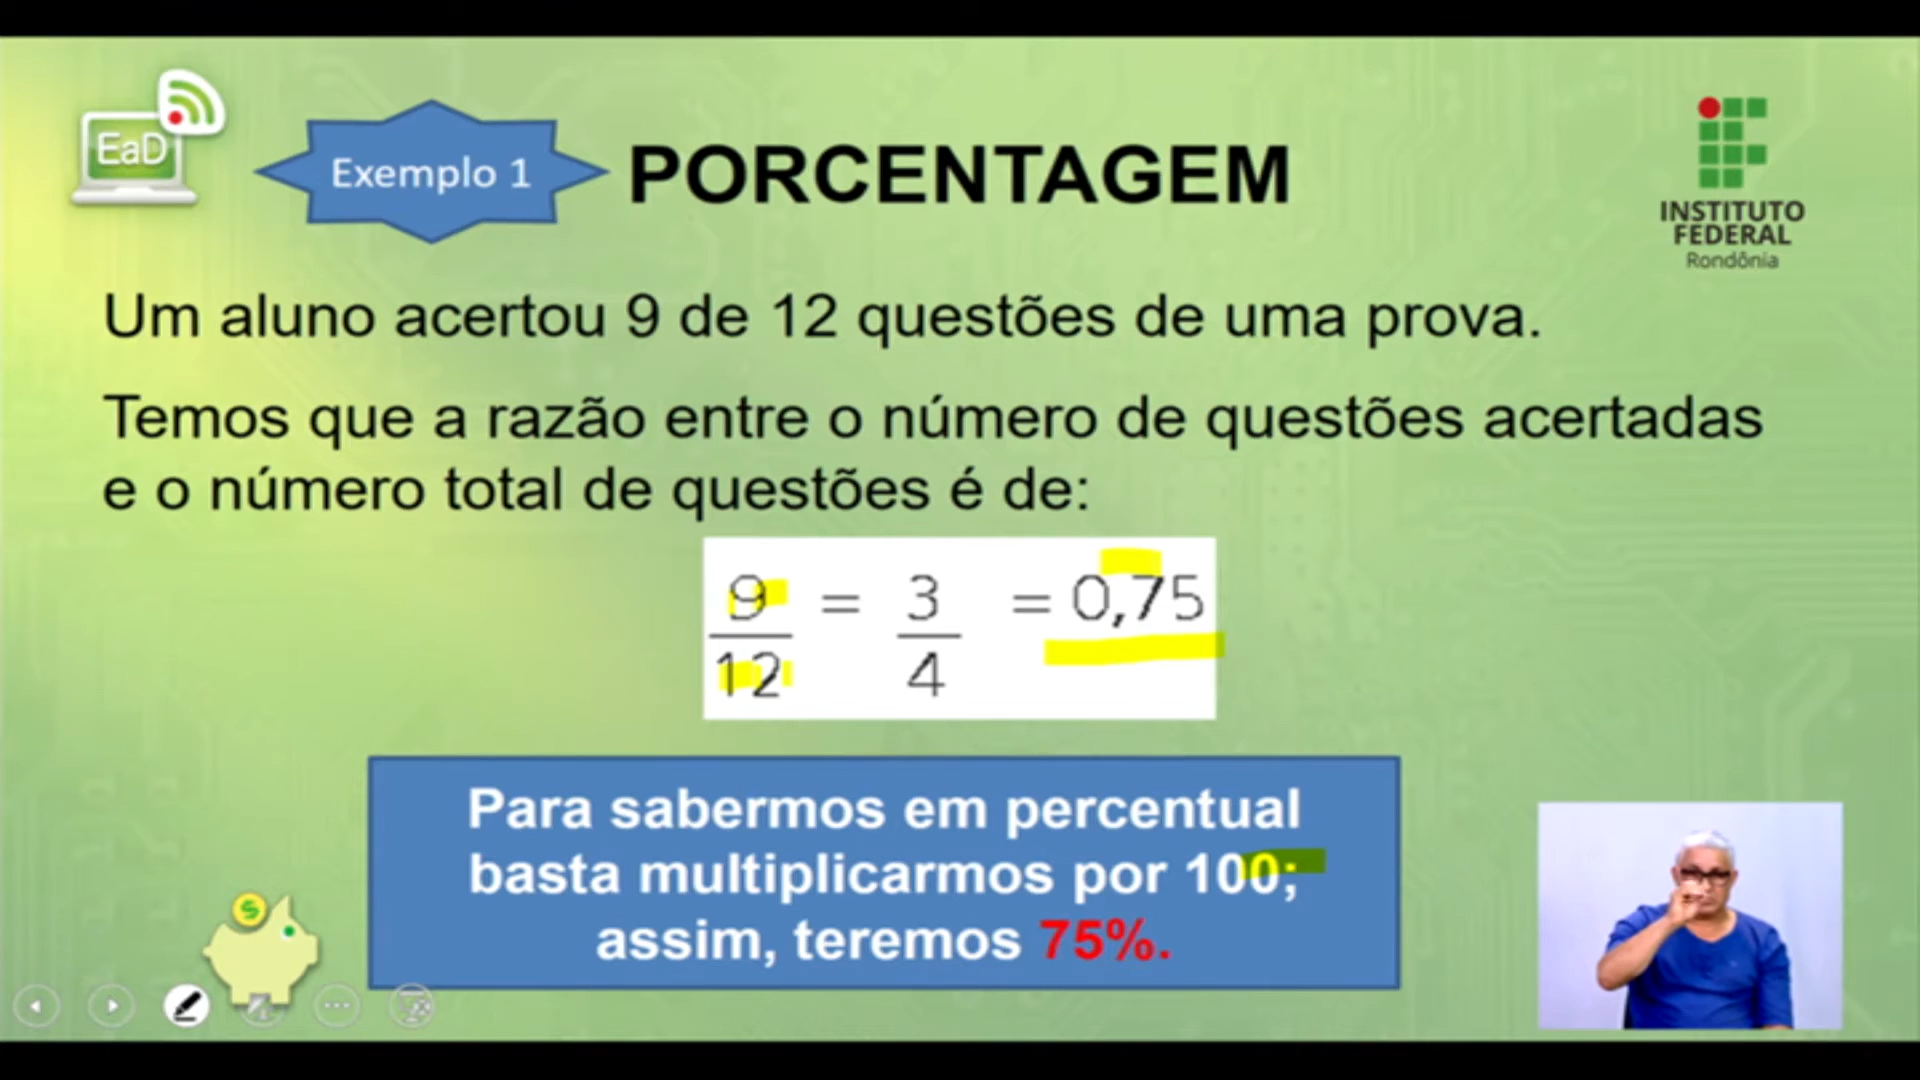 EaD
Exemplo 1
PORCENTAGEM
INSTITUTO
FEDERAL
Rondônia
Um aluno acertou 9 de 12 questões de uma prova.
Temos que a razão entre o número de questões acertadas
e o número total de questões é de:
9/12 = 3/4 = 0,75
Para sabermos em percentual
basta multiplicarmos por 100;
assim, teremos 75%.
$